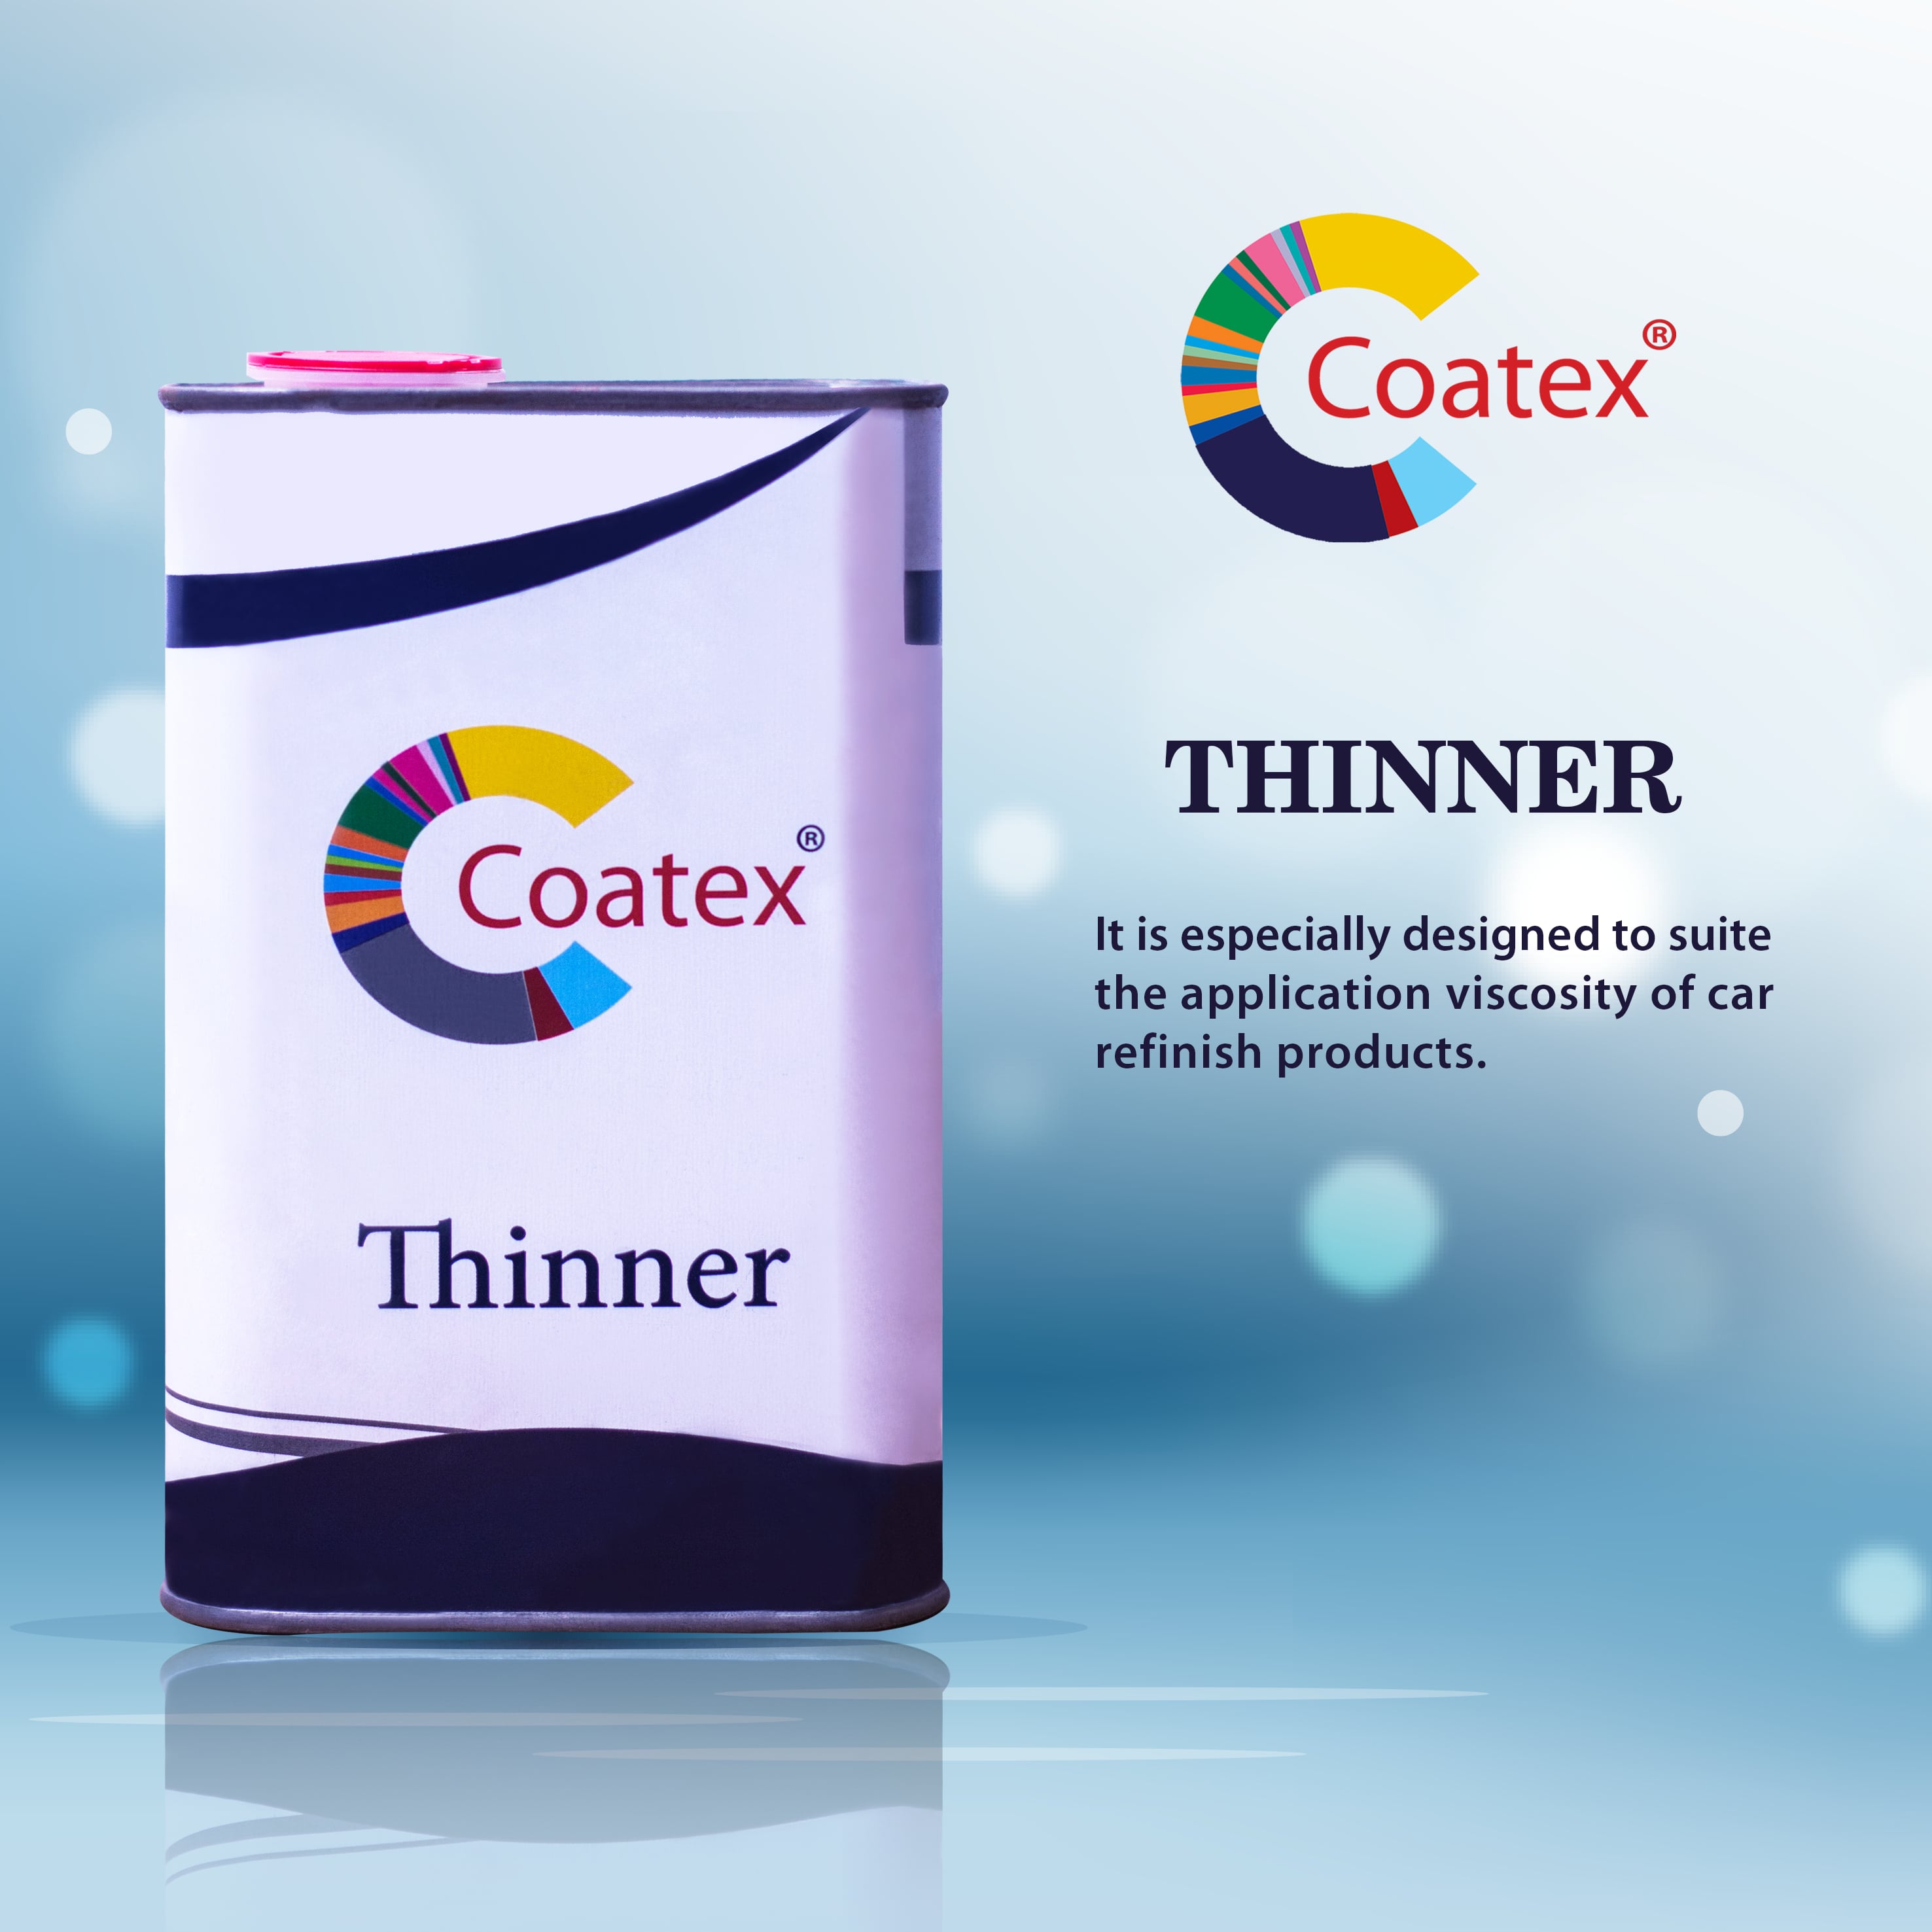 Coatex®
Thinner
Coatex®
THINNER
It is especially designed to suite
the application viscosity of car
refinish products.